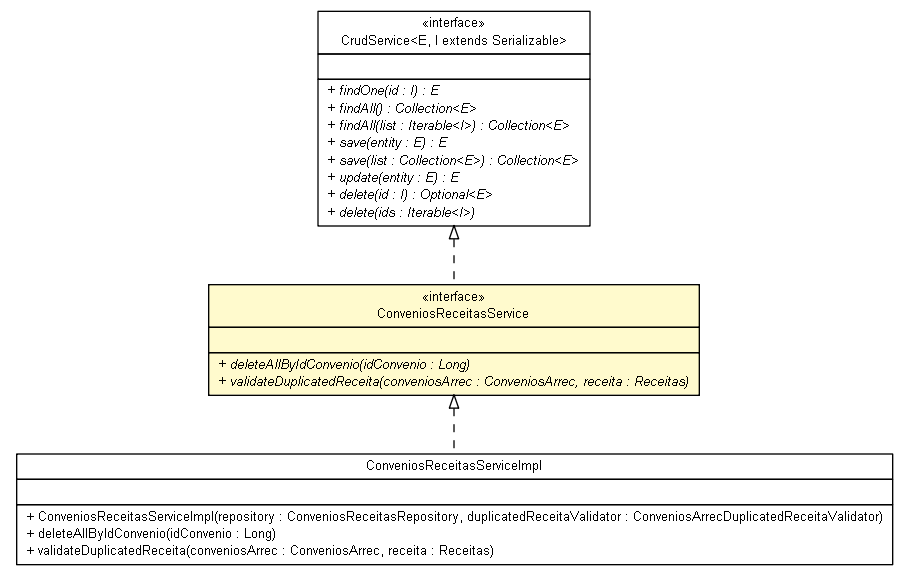 «interface»
CrudService<E, I extends Serializable>
+ findOne(id : I) : E
+ findAll() : Collection<E>
+ findAll(list : Iterable<I>) : Collection<E>
+ save(entity : E) : E
+ save(list : Collection<E>) : Collection<E>
+ update(entity : E) : E
+ delete(id : I) : Optional<E>
+ delete(ids : Iterable<I>)
«interface»
ConveniosReceitasService
+ deleteAllByIdConvenio(idConvenio : Long)
+ validateDuplicatedReceita(conveniosArrec : ConveniosArrec, receita : Receitas)
ConveniosReceitasServiceImpl
+ ConveniosReceitasServiceImpl(repository : ConveniosReceitasRepository, duplicatedReceitaValidator : ConveniosArrecDuplicatedReceitaValidator)
+ deleteAllByIdConvenio(idConvenio : Long)
+ validateDuplicatedReceita(conveniosArrec : ConveniosArrec, receita : Receitas)